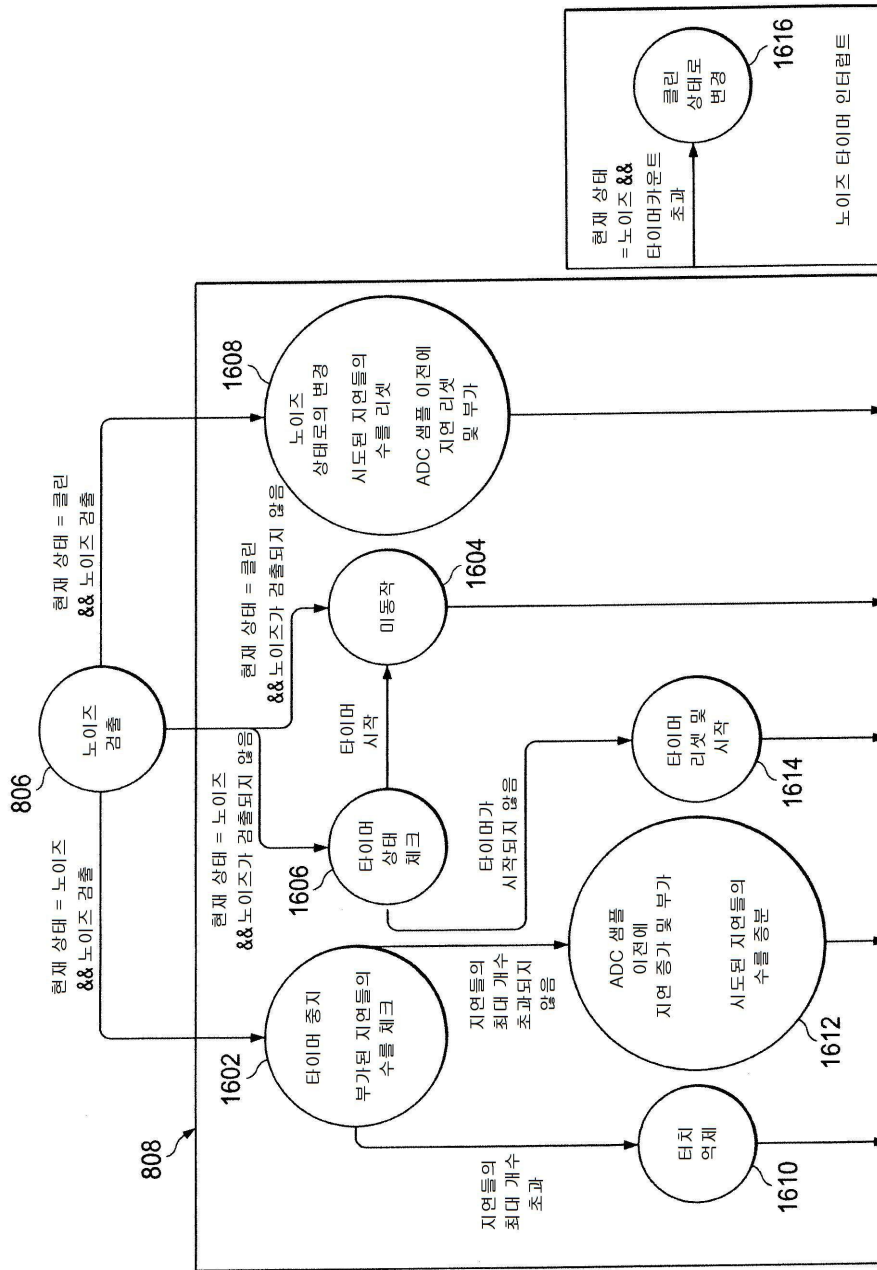 806
노이즈
검출
현재 상태 = 노이즈
&& 노이즈 검출
현재 상태 = 노이즈
&& 노이즈가 검출되지 않음
현재 상태 = 클린
&& 노이즈가 검출되지 않음
현재 상태 = 클린
&& 노이즈 검출
808
1602
타이머 중지
부가된 지연들의
수를 체크
1606
타이머
상태
체크
타이머
시작
미동작
1604
1608
노이즈
상태로의 변경
시도된 지연들의
수를 리셋
ADC 샘플 이전에
지연 리셋
및 부가
지연들의
최대 개수
초과
지연들의
최대 개수
초과되지
않음
타이머가
시작되지 않음
터치
억제
1610
ADC 샘플
이전에
지연 증가 및 부가
시도된 지연들의
수를 증분
1612
타이머
리셋 및
시작
1614
현재 상태
=노이즈 &&
타이머카운트
초과
클린
상태로
변경
1616
노이즈 타이머 인터럽트